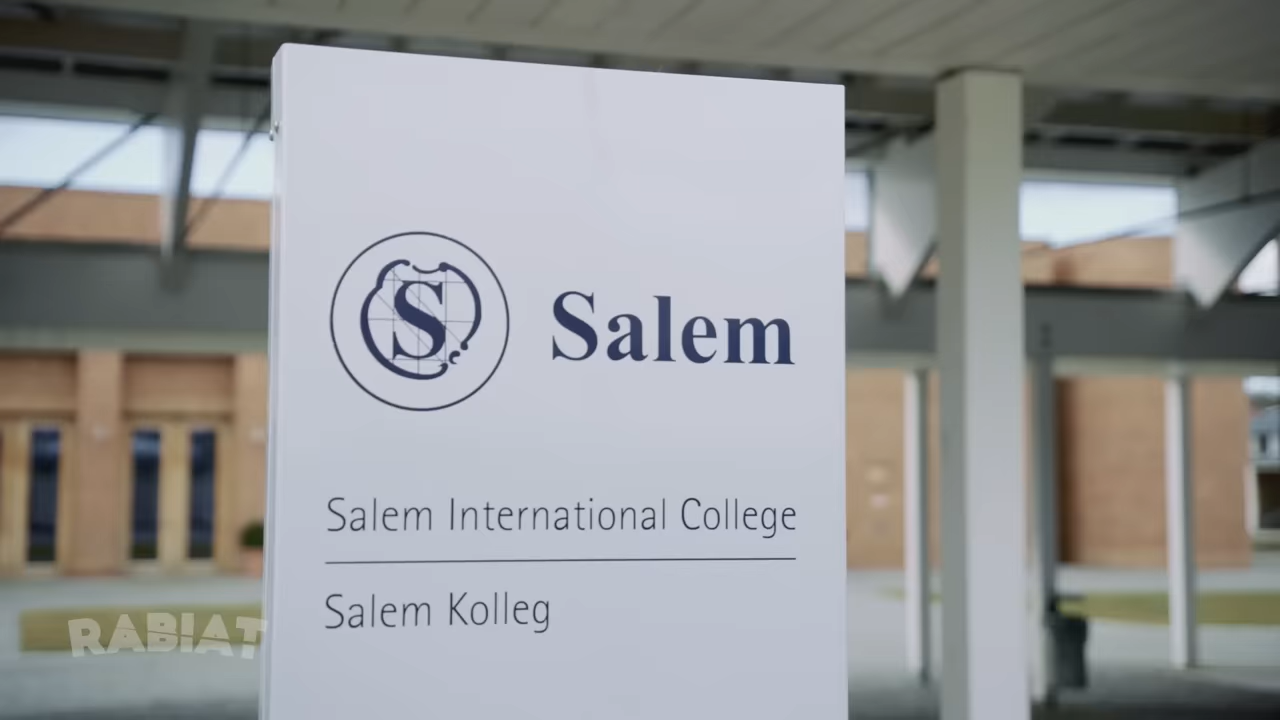 S
Salem
Salem International College
Salem Kolleg
RABIAT